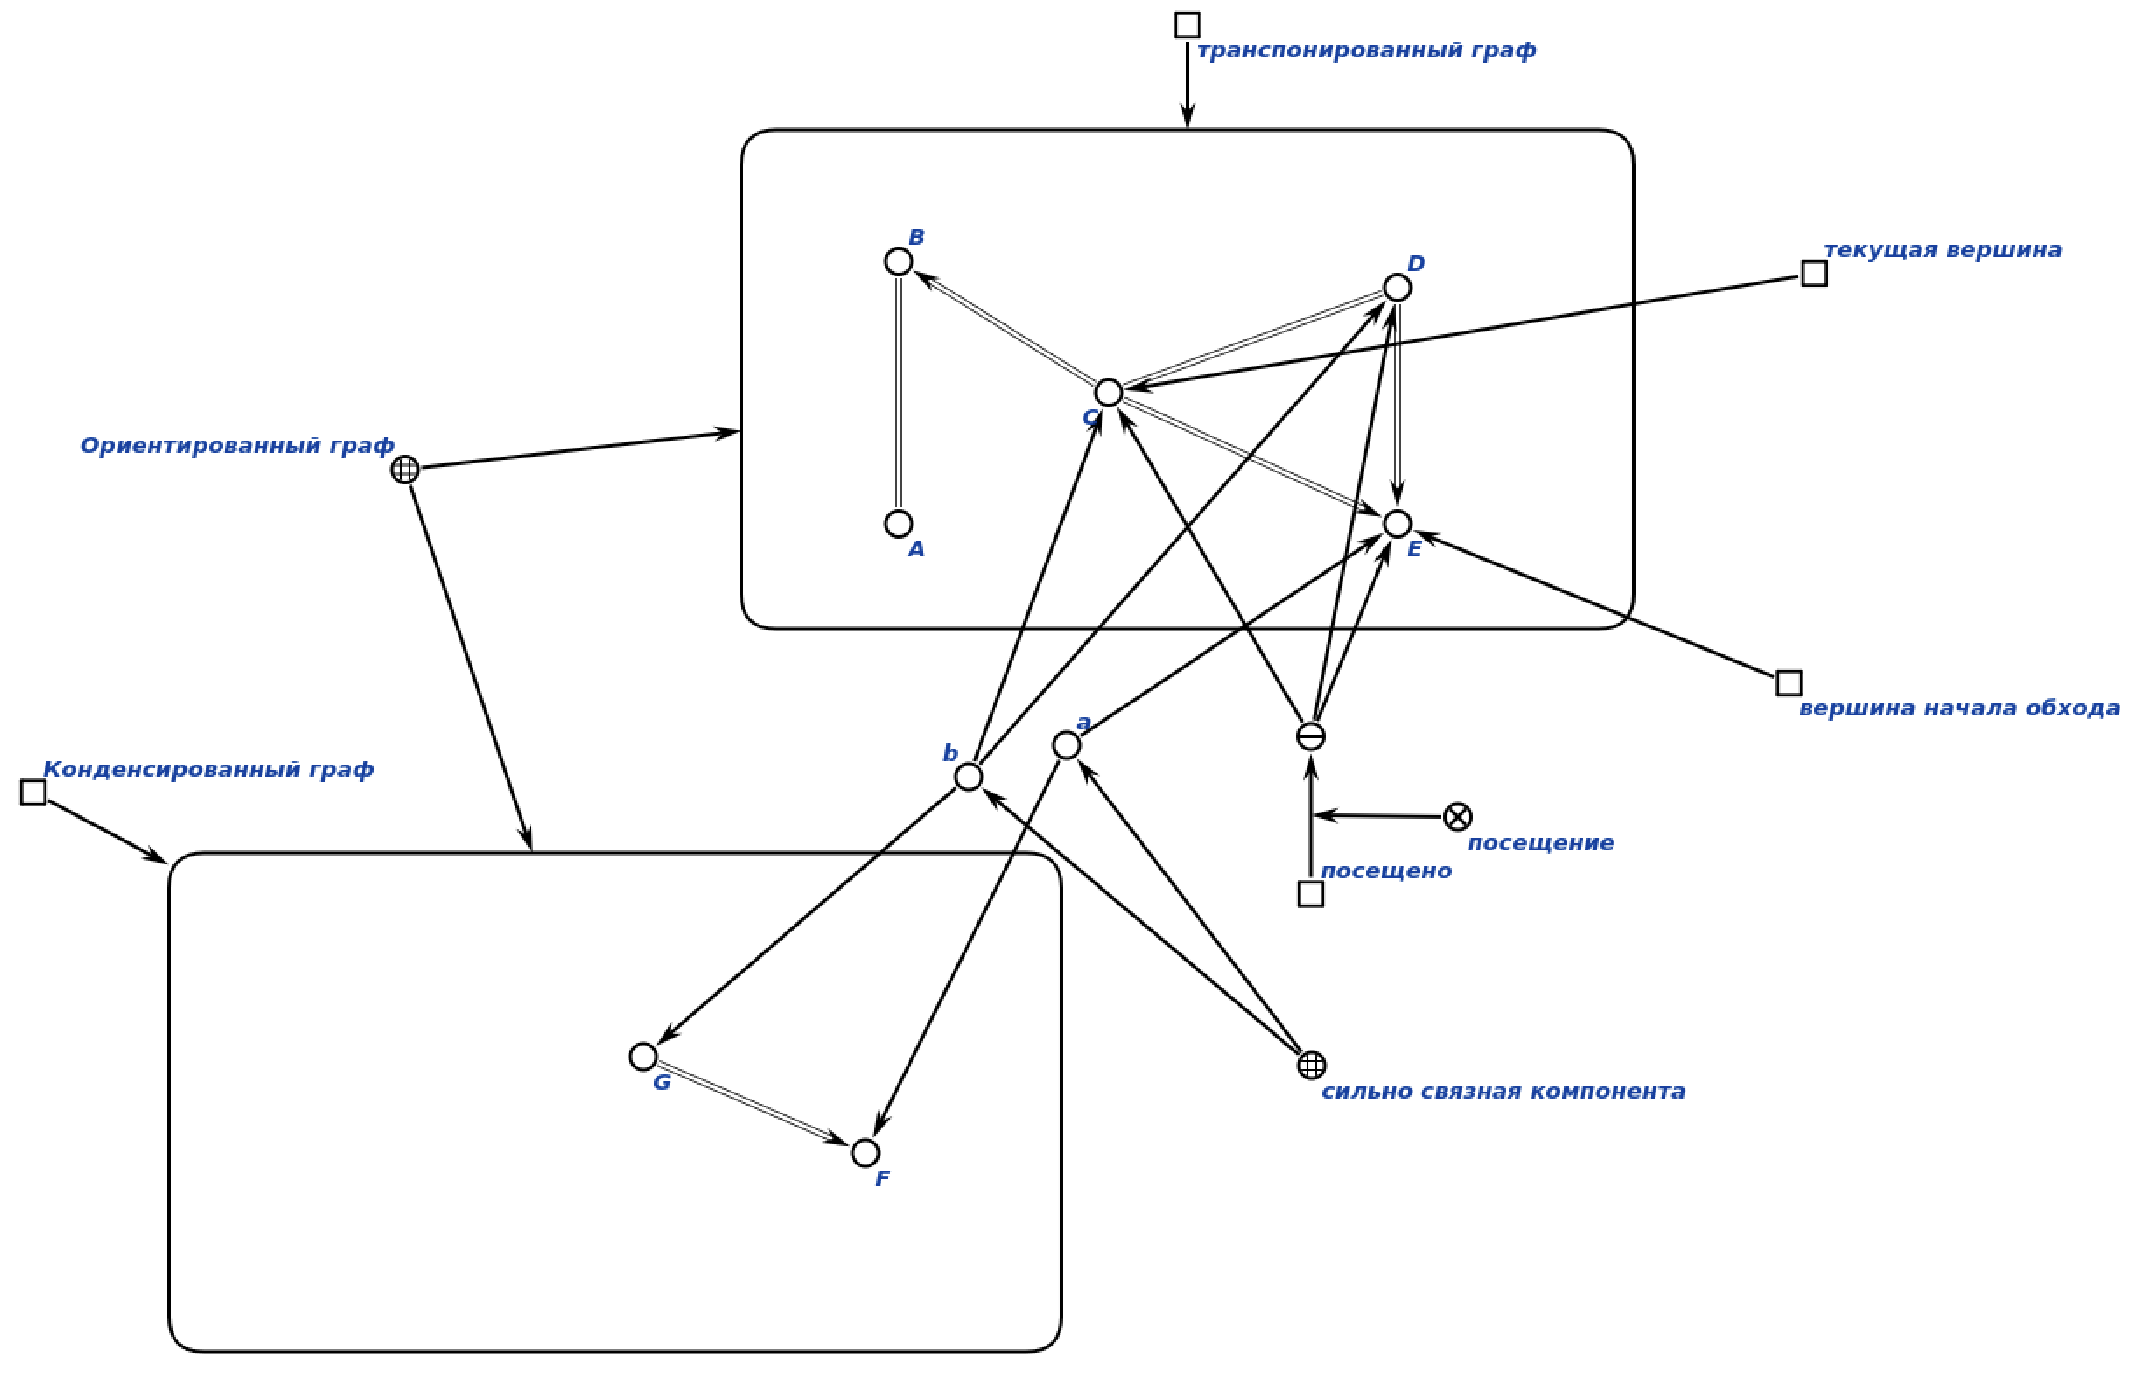 транспонированный граф
B
текущая вершина
D
C
Ориентированный граф
A
E
вершина начала обхода
a
b
Конденсированный граф
посещение
посещено
G
сильно связная компонента
F